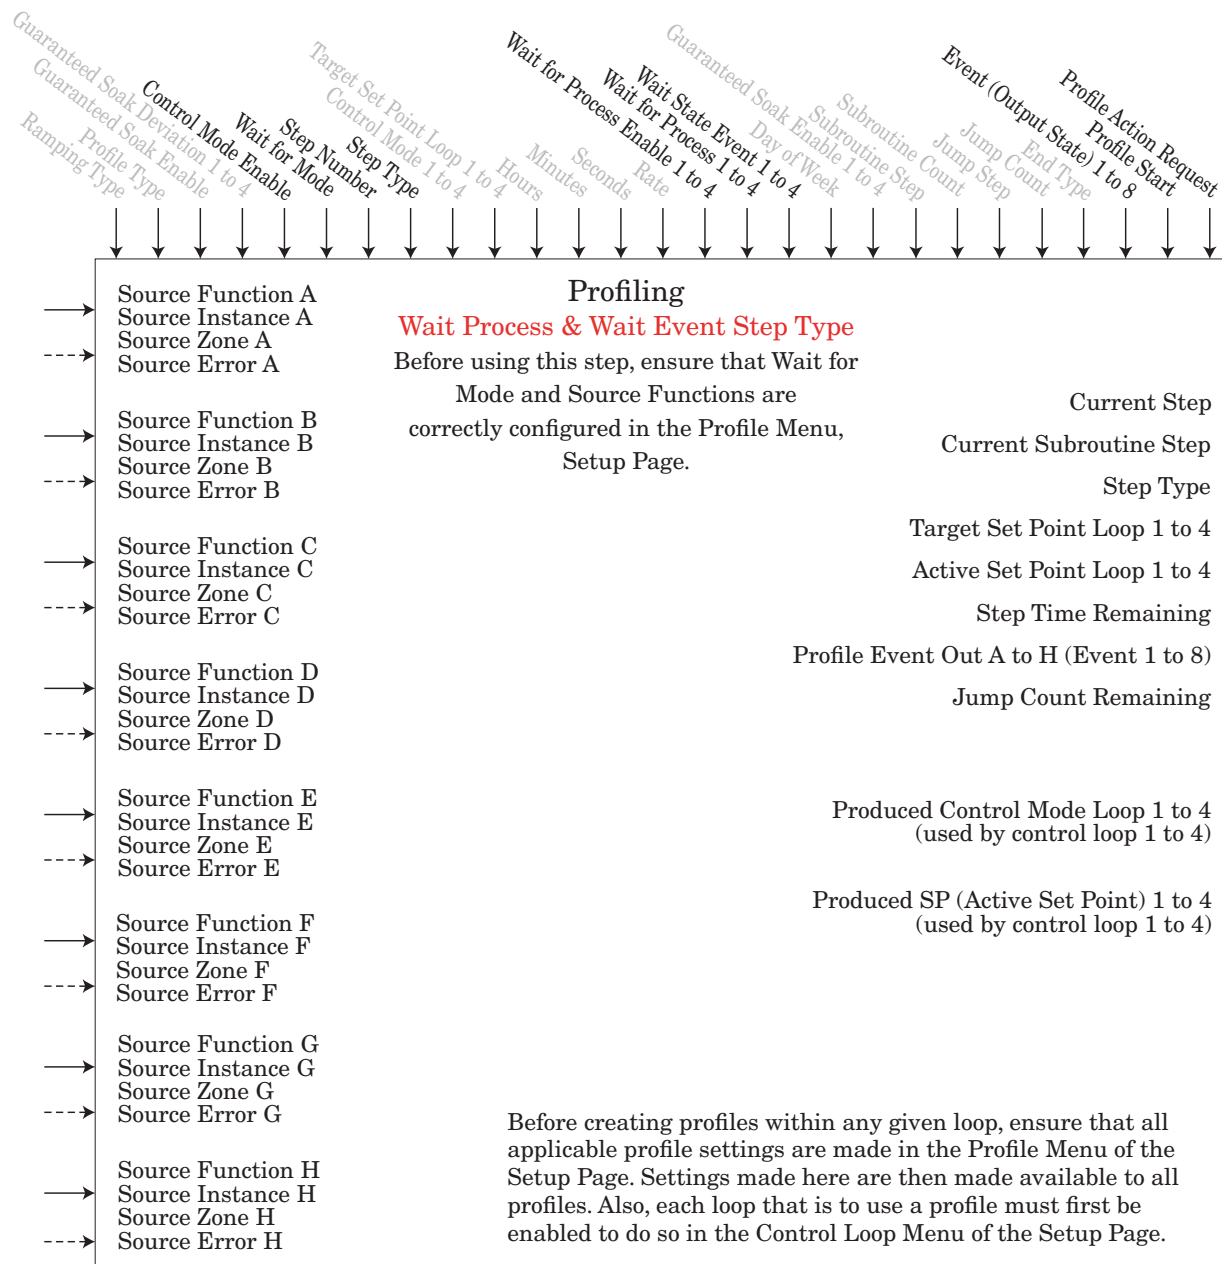 Ramping Type
Profile Type
Guaranteed Soak Enable
Guaranteed Soak Deviation 1 to 4
Control Mode Enable
Wait for Mode
Step Number
Step Type
Control Mode 1 to 4
Target Set Point Loop 1 to 4
Hours
Minutes
Seconds
Rate
Wait for Process Enable 1 to 4
Wait for Process 1 to 4
Wait State Event 1 to 4
Day of Week
Guaranteed Soak Enable 1 to 4
Subroutine Step
Subroutine Count
Jump Step
Jump Count
End Type
Event (Output State) 1 to 8
Profile Start
Profile Action Request
Profiling
Wait Process & Wait Event Step Type
Before using this step, ensure that Wait for
Mode and Source Functions are
correctly configured in the Profile Menu,
Setup Page.
Source Function A
Source Instance A
Source Zone A
Source Error A
Source Function B
Source Instance B
Source Zone B
Source Error B
Source Function C
Source Instance C
Source Zone C
Source Error C
Source Function D
Source Instance D
Source Zone D
Source Error D
Source Function E
Source Instance E
Source Zone E
Source Error E
Source Function F
Source Instance F
Source Zone F
Source Error F
Source Function G
Source Instance G
Source Zone G
Source Error G
Source Function H
Source Instance H
Source Zone H
Source Error H
Current Step
Current Subroutine Step
Step Type
Target Set Point Loop 1 to 4
Active Set Point Loop 1 to 4
Step Time Remaining
Profile Event Out A to H (Event 1 to 8)
Jump Count Remaining
Produced Control Mode Loop 1 to 4
(used by control loop 1 to 4)
Produced SP (Active Set Point) 1 to 4
(used by control loop 1 to 4)
Before creating profiles within any given loop, ensure that all
applicable profile settings are made in the Profile Menu of the
Setup Page. Settings made here are then made available to all
profiles. Also, each loop that is to use a profile must first be
enabled to do so in the Control Loop Menu of the Setup Page.